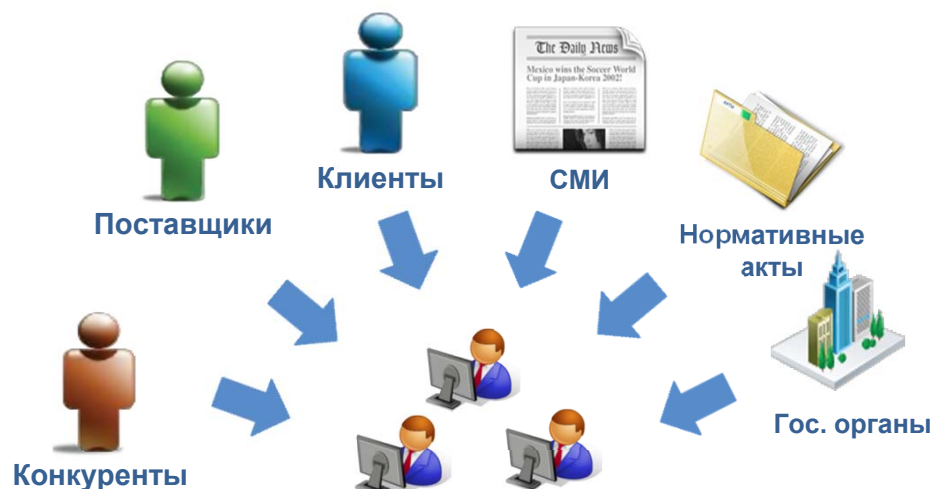 The Daily News
Mexico wins the Soccer World
Cup in Japan-Korea 2002!
Клиенты
СМИ
Поставщики
Нормативные
акты
Гос. органы
Конкуренты